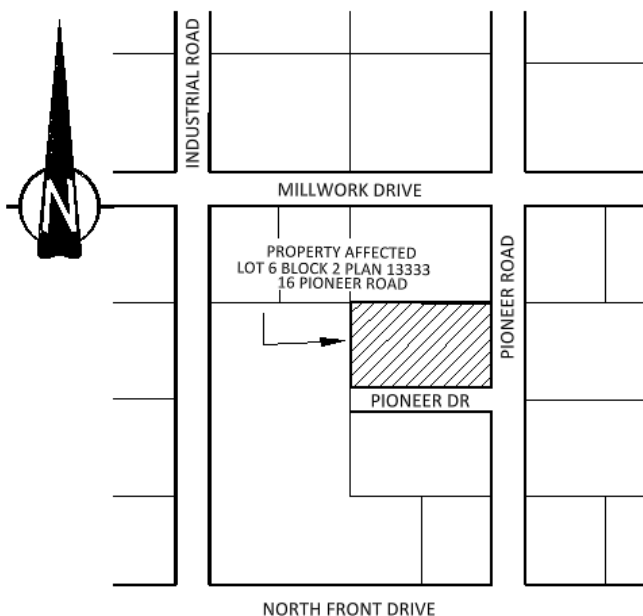 INDUSTRIAL ROAD
N
MILLWORK DRIVE
PROPERTY AFFECTED
LOT 6 BLOCK 2 PLAN 13333
16 PIONEER ROAD
PIONEER ROAD
PIONEER DR
NORTH FRONT DRIVE